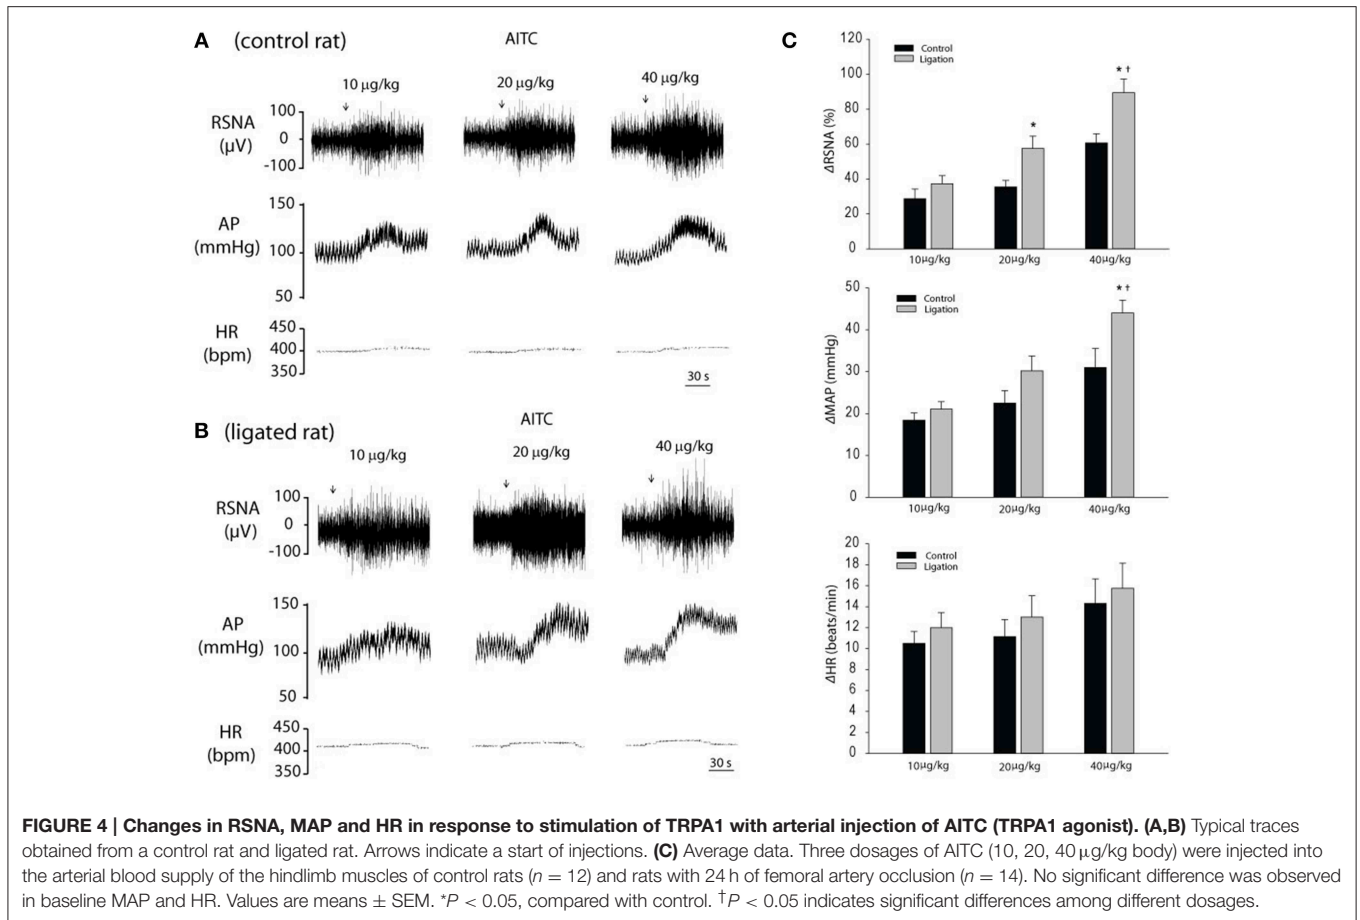 A (control rat) AITC
10 µg/kg 20 µg/kg 40 µg/kg
RSNA
(µV)
100
0
-100
AP
(mmHg)
150
100
50
HR
(bpm)
450
400
350
30 s
B (ligated rat) AITC
10 µg/kg 20 µg/kg 40 µg/kg
RSNA
(µV)
100
0
-100
AP
(mmHg)
150
100
50
HR
(bpm)
450
400
350
30 s
C
ΔRSNA (%)
120
100
80
60
40
20
0
Control
Ligation
*
* †
10µg/kg 20µg/kg 40µg/kg
ΔMAP (mmHg)
50
40
30
20
10
0
Control
Ligation
* †
10µg/kg 20µg/kg 40µg/kg
ΔHR (beats/min)
20
18
16
14
12
10
8
6
4
2
0
Control
Ligation
10µg/kg 20µg/kg 40µg/kg
FIGURE 4 | Changes in RSNA, MAP and HR in response to stimulation of TRPA1 with arterial injection of AITC (TRPA1 agonist). (A,B) Typical traces
obtained from a control rat and ligated rat. Arrows indicate a start of injections. (C) Average data. Three dosages of AITC (10, 20, 40 µg/kg body) were injected into
the arterial blood supply of the hindlimb muscles of control rats (n = 12) and rats with 24 h of femoral artery occlusion (n = 14). No significant difference was observed
in baseline MAP and HR. Values are means ± SEM. *P < 0.05, compared with control. †P < 0.05 indicates significant differences among different dosages.